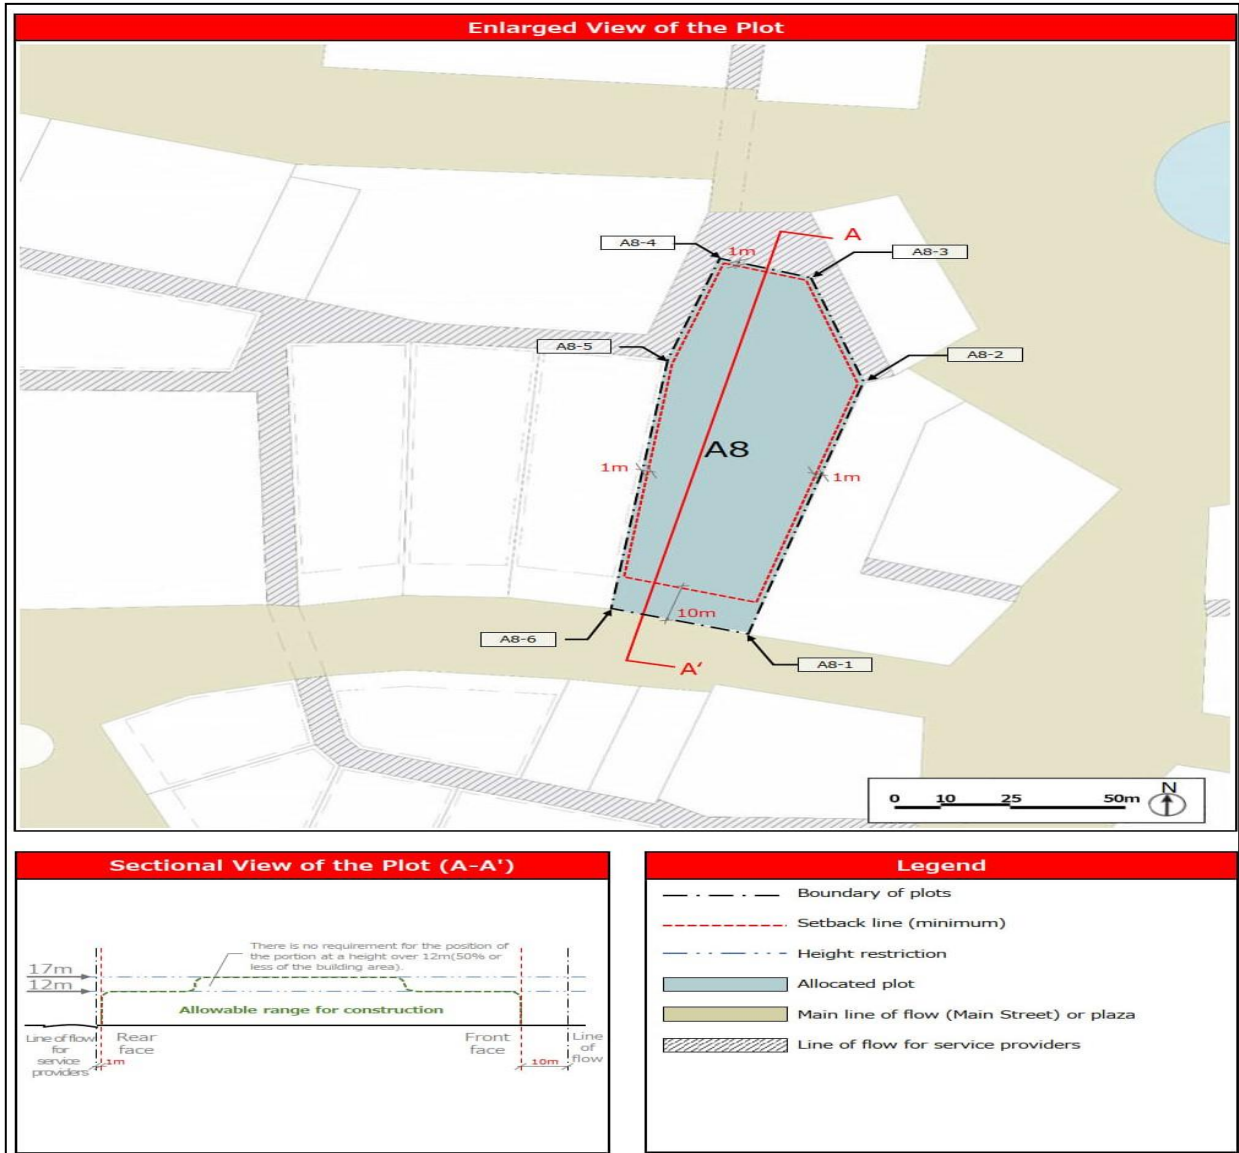 Enlarged View of the Plot
A8-4
1m
A
A8-3
A8-5
A8-2
A8
1m
1m
10m
A8-6
A8-1
A'
0 10 25 50m
N
Sectional View of the Plot (A-A')
There is no requirement for the position of
the portion at a height over 12m(50% or
less of the building area).
17m
12m
Allowable range for construction
Line of flow
for
service
providers
Rear
face
1m
Front
face
10m
Line
of
flow
Legend
Boundary of plots
Setback line (minimum)
Height restriction
Allocated plot
Main line of flow (Main Street) or plaza
Line of flow for service providers